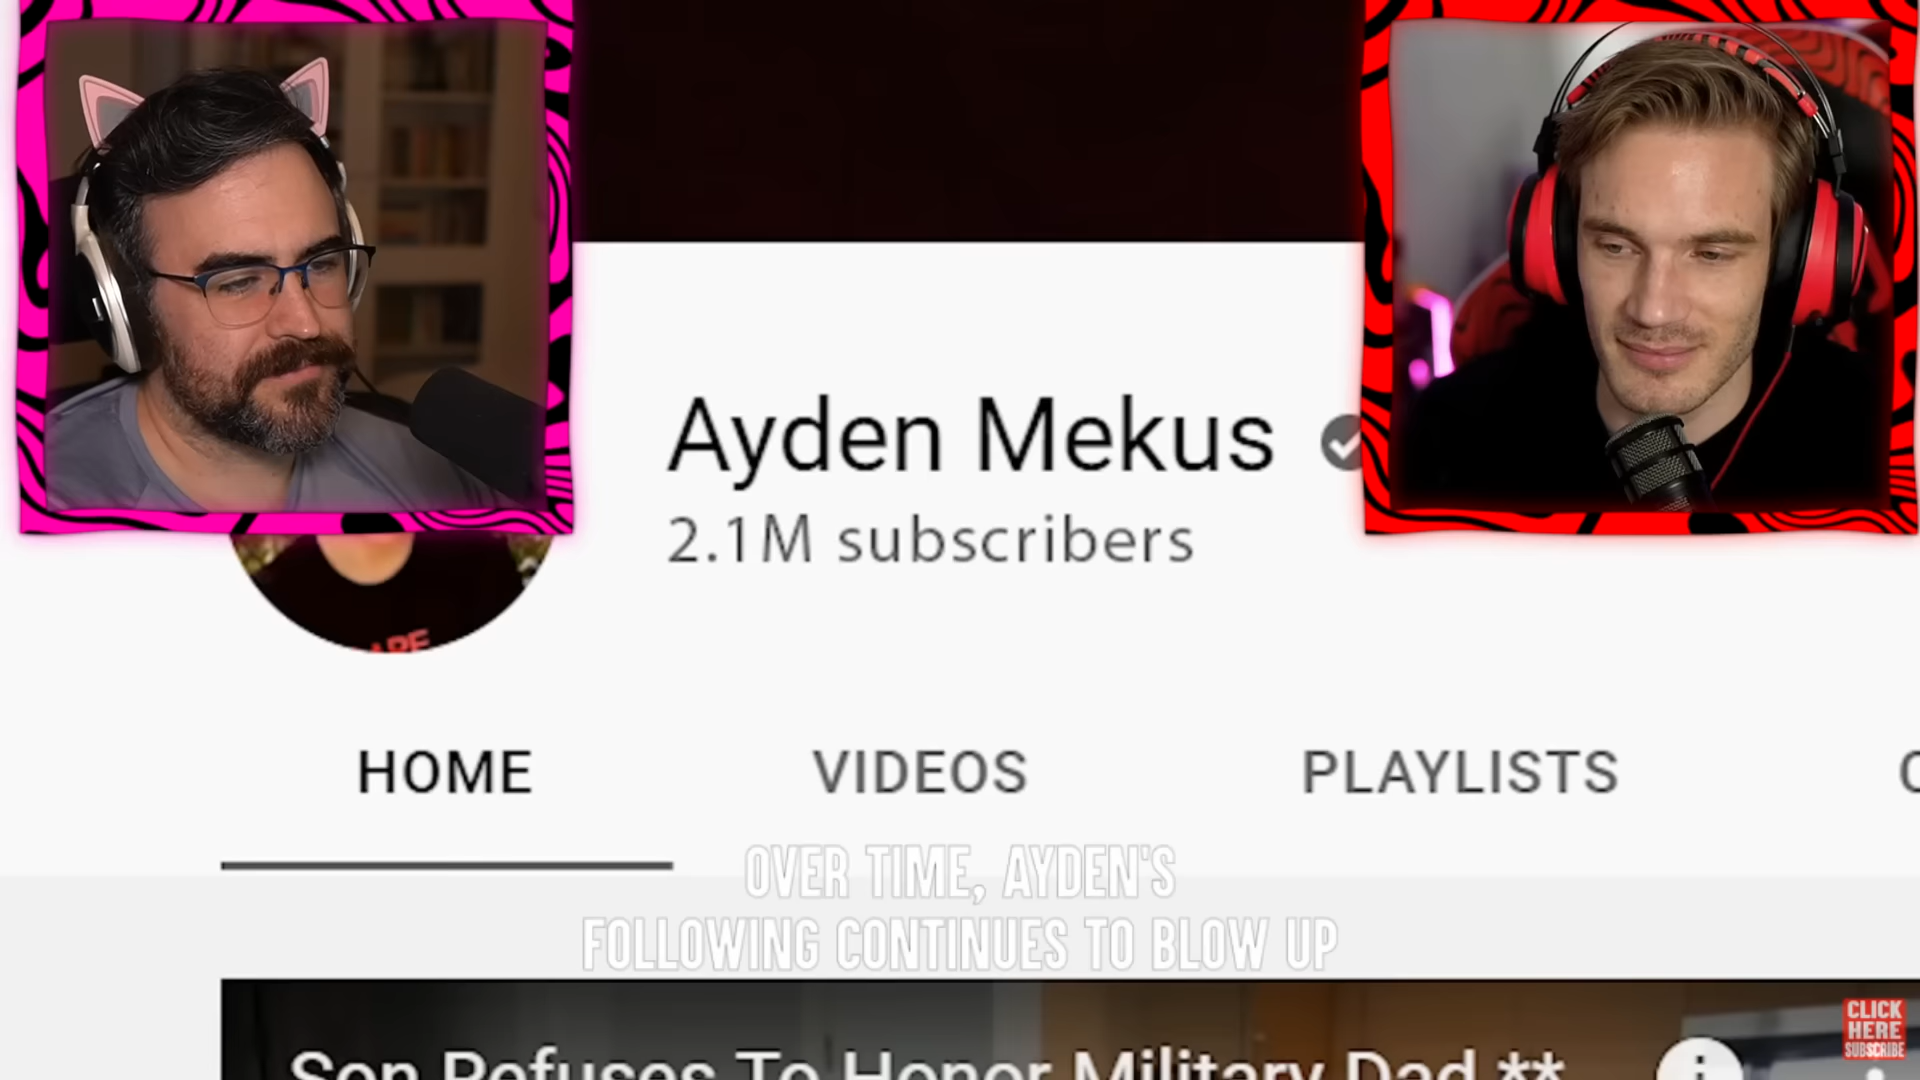 Ayden Mekus
2.1M subscribers
HOME VIDEOS PLAYLISTS
OVER TIME, AYDEN'S
FOLLOWING CONTINUES TO BLOW UP
Son Refuses To Honor Military Dad **
CLICK
HERE
SUBSCRIBE